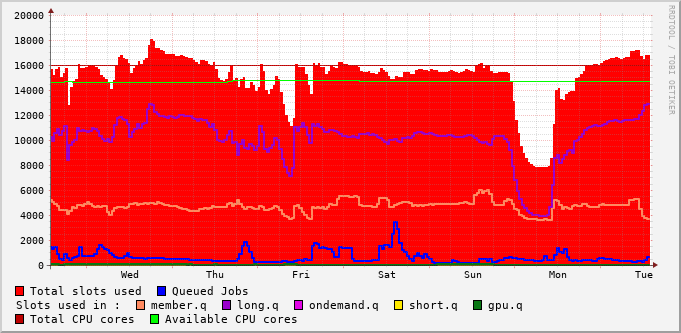 20000
18000
16000
14000
12000
10000
8000
6000
4000
2000
0
Wed Thu Fri Sat Sun Mon Tue
RRDTOOL / TOBI OETIKER
Total slots used Queued Jobs
Slots used in : member.q long.q ondemand.q short.q gpu.q
Total CPU cores Available CPU cores